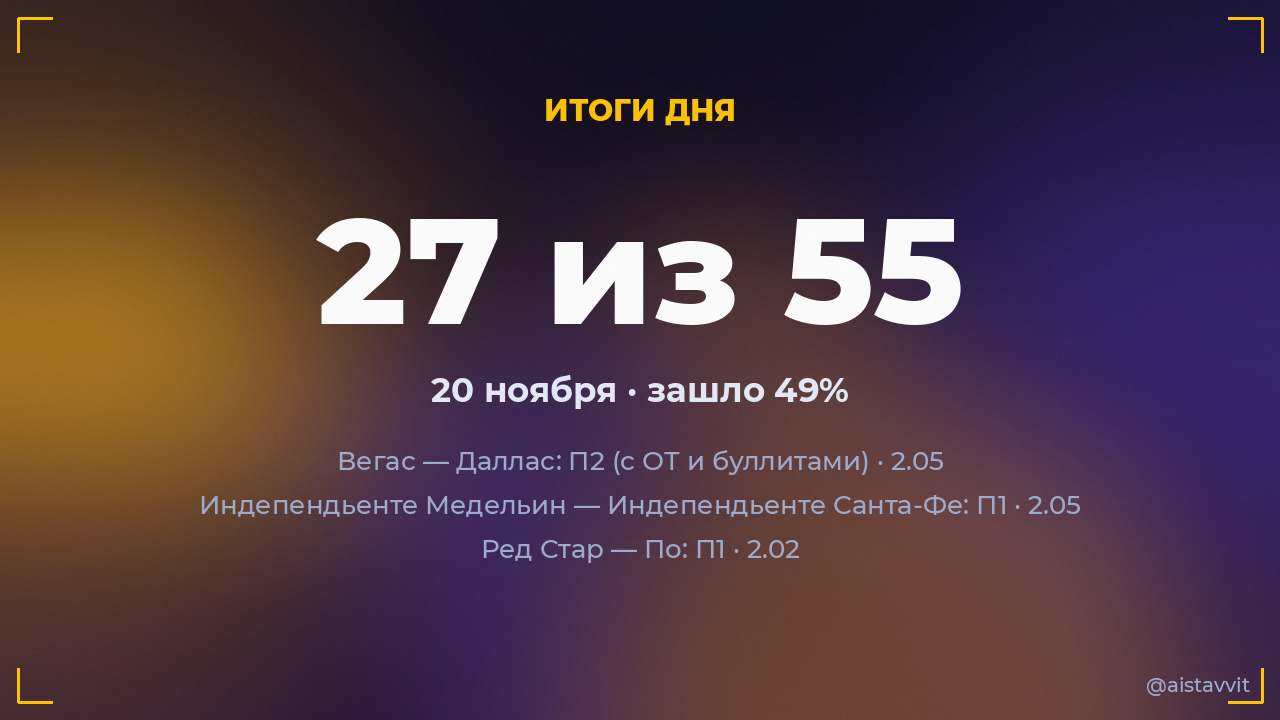 ИТОГИ ДНЯ
27 из 55
20 ноября · зашло 49%
Вегас — Даллас: П2 (с ОТ и буллитами) · 2.05
Индепендьенте Медельин — Индепендьенте Санта-Фе: П1 · 2.05
Ред Стар — По: П1 · 2.02
@aistavvit